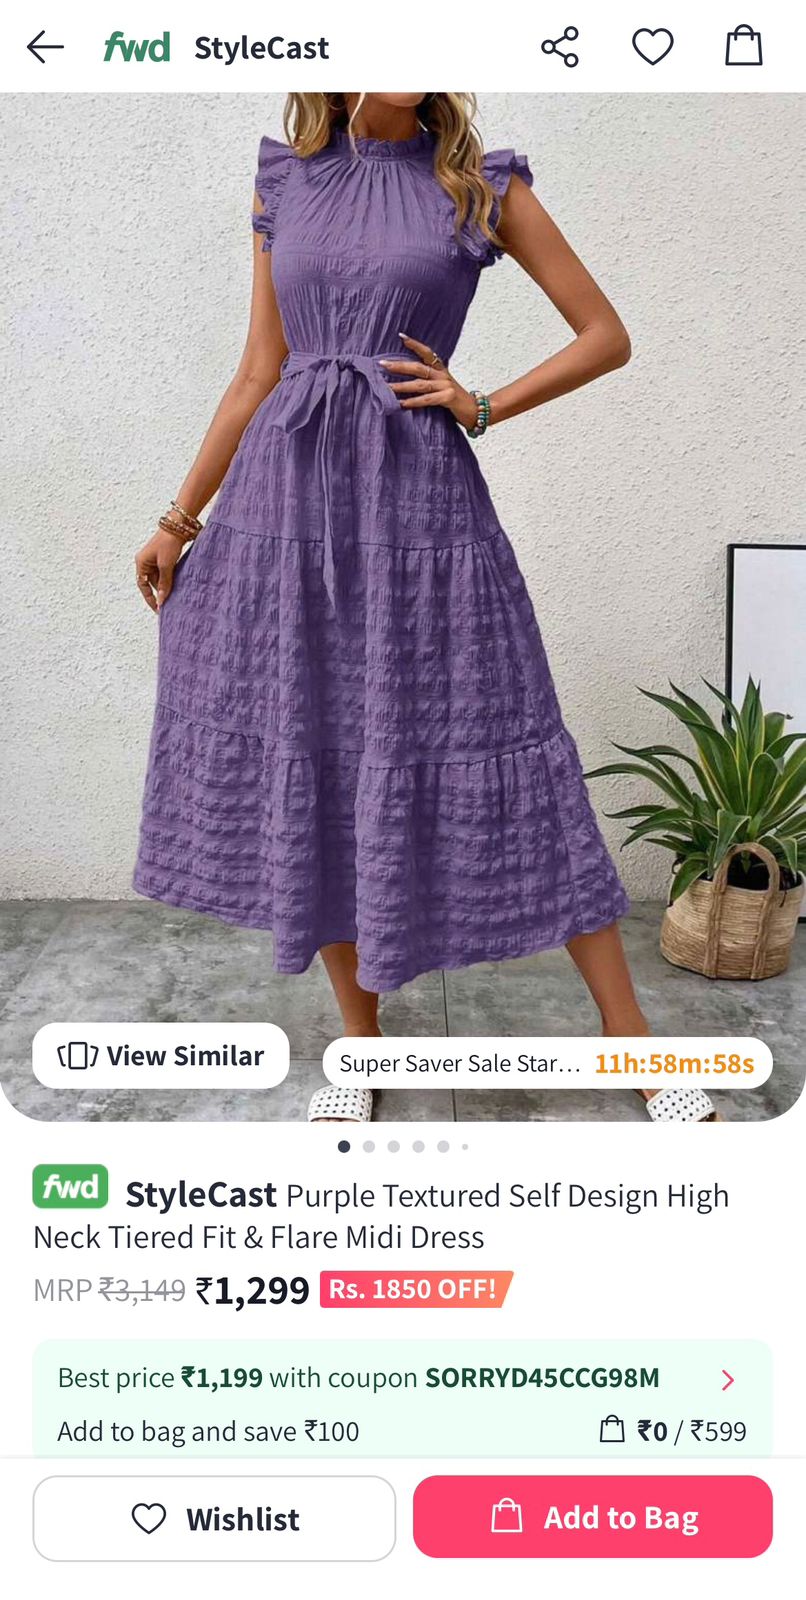 fwd StyleCast
View Similar
Super Saver Sale Star... 11h:58m:58s
fwd StyleCast Purple Textured Self Design High
Neck Tiered Fit & Flare Midi Dress
MRP ₹3,149 ₹1,299 Rs. 1850 OFF!
Best price ₹1,199 with coupon SORRYD45CCG98M
Add to bag and save ₹100 ₹0 / ₹599
Wishlist Add to Bag